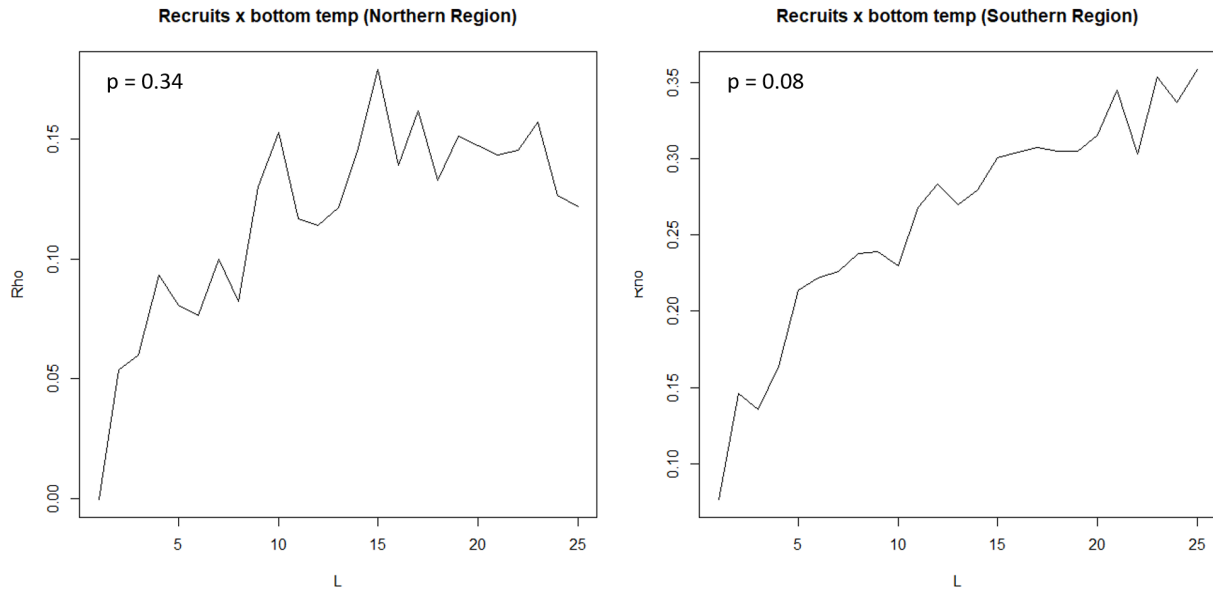 Recruits x bottom temp (Northern Region)
p = 0.34
Rho
0.15
0.10
0.05
0.00
5 10 15 20 25
L
Recruits x bottom temp (Southern Region)
p = 0.08
Rho
0.35
0.30
0.25
0.20
0.15
0.10
5 10 15 20 25
L